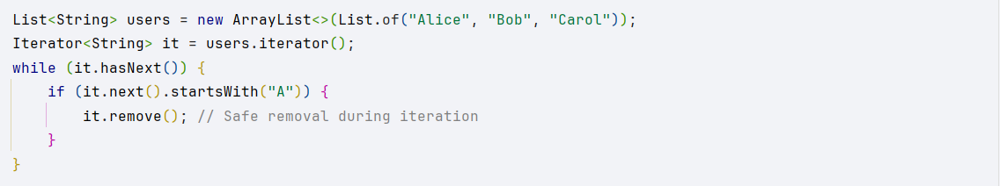 List<String> users = new ArrayList<>(List.of("Alice", "Bob", "Carol"));
Iterator<String> it = users.iterator();
while (it.hasNext()) {
    if (it.next().startsWith("A")) {
        it.remove(); // Safe removal during iteration
    }
}